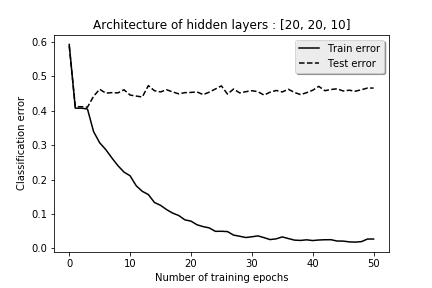 Architecture of hidden layers : [20, 20, 10]
Train error
Test error
Classification error
0.6
0.5
0.4
0.3
0.2
0.1
0.0
0 10 20 30 40 50
Number of training epochs